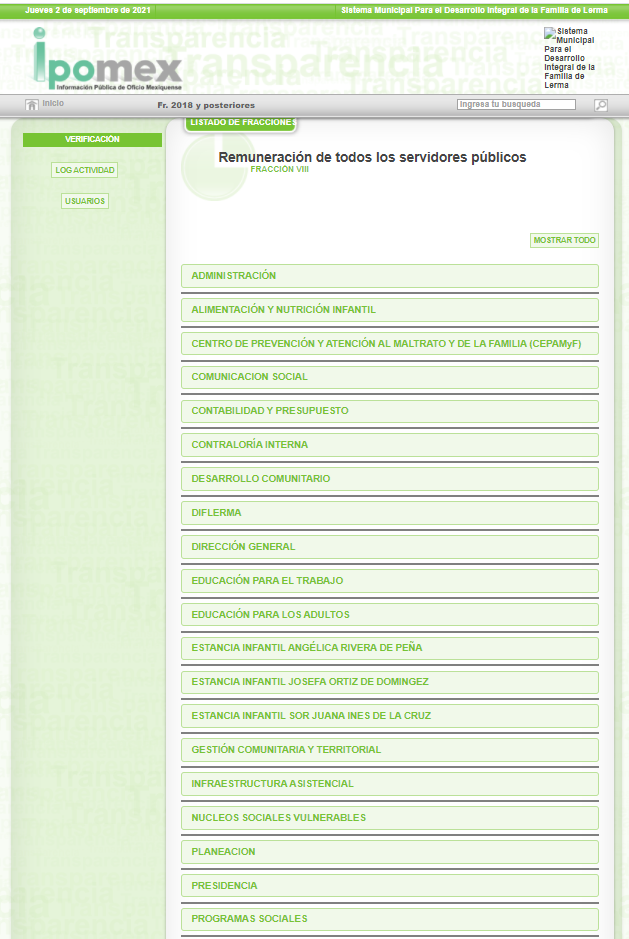 Jueves 2 de septiembre de 2021
Sistema Municipal Para el Desarrollo Integral de la Familia de Lerma
Transparencia
Transparencia
Transparencia
ipomex
Información Pública de Oficio Mexiquense
Sistema
Municipal
Para el
Desarrollo
Integral de la
Familia de
Lerma
Inicio
Fr. 2018 y posteriores
Ingresa tu busqueda
LISTADO DE FRACCIONES
VERIFICACIÓN
LOG ACTIVIDAD
USUARIOS
Remuneración de todos los servidores públicos
FRACCIÓN VIII
MOSTRAR TODO
ADMINISTRACIÓN
ALIMENTACIÓN Y NUTRICIÓN INFANTIL
CENTRO DE PREVENCIÓN Y ATENCIÓN AL MALTRATO Y DE LA FAMILIA (CEPAMyF)
COMUNICACION SOCIAL
CONTABILIDAD Y PRESUPUESTO
CONTRALORÍA INTERNA
DESARROLLO COMUNITARIO
DIFLERMA
DIRECCIÓN GENERAL
EDUCACIÓN PARA EL TRABAJO
EDUCACIÓN PARA LOS ADULTOS
ESTANCIA INFANTIL ANGÉLICA RIVERA DE PEÑA
ESTANCIA INFANTIL JOSEFA ORTIZ DE DOMINGEZ
ESTANCIA INFANTIL SOR JUANA INES DE LA CRUZ
GESTIÓN COMUNITARIA Y TERRITORIAL
INFRAESTRUCTURA ASISTENCIAL
NUCLEOS SOCIALES VULNERABLES
PLANEACION
PRESIDENCIA
PROGRAMAS SOCIALES